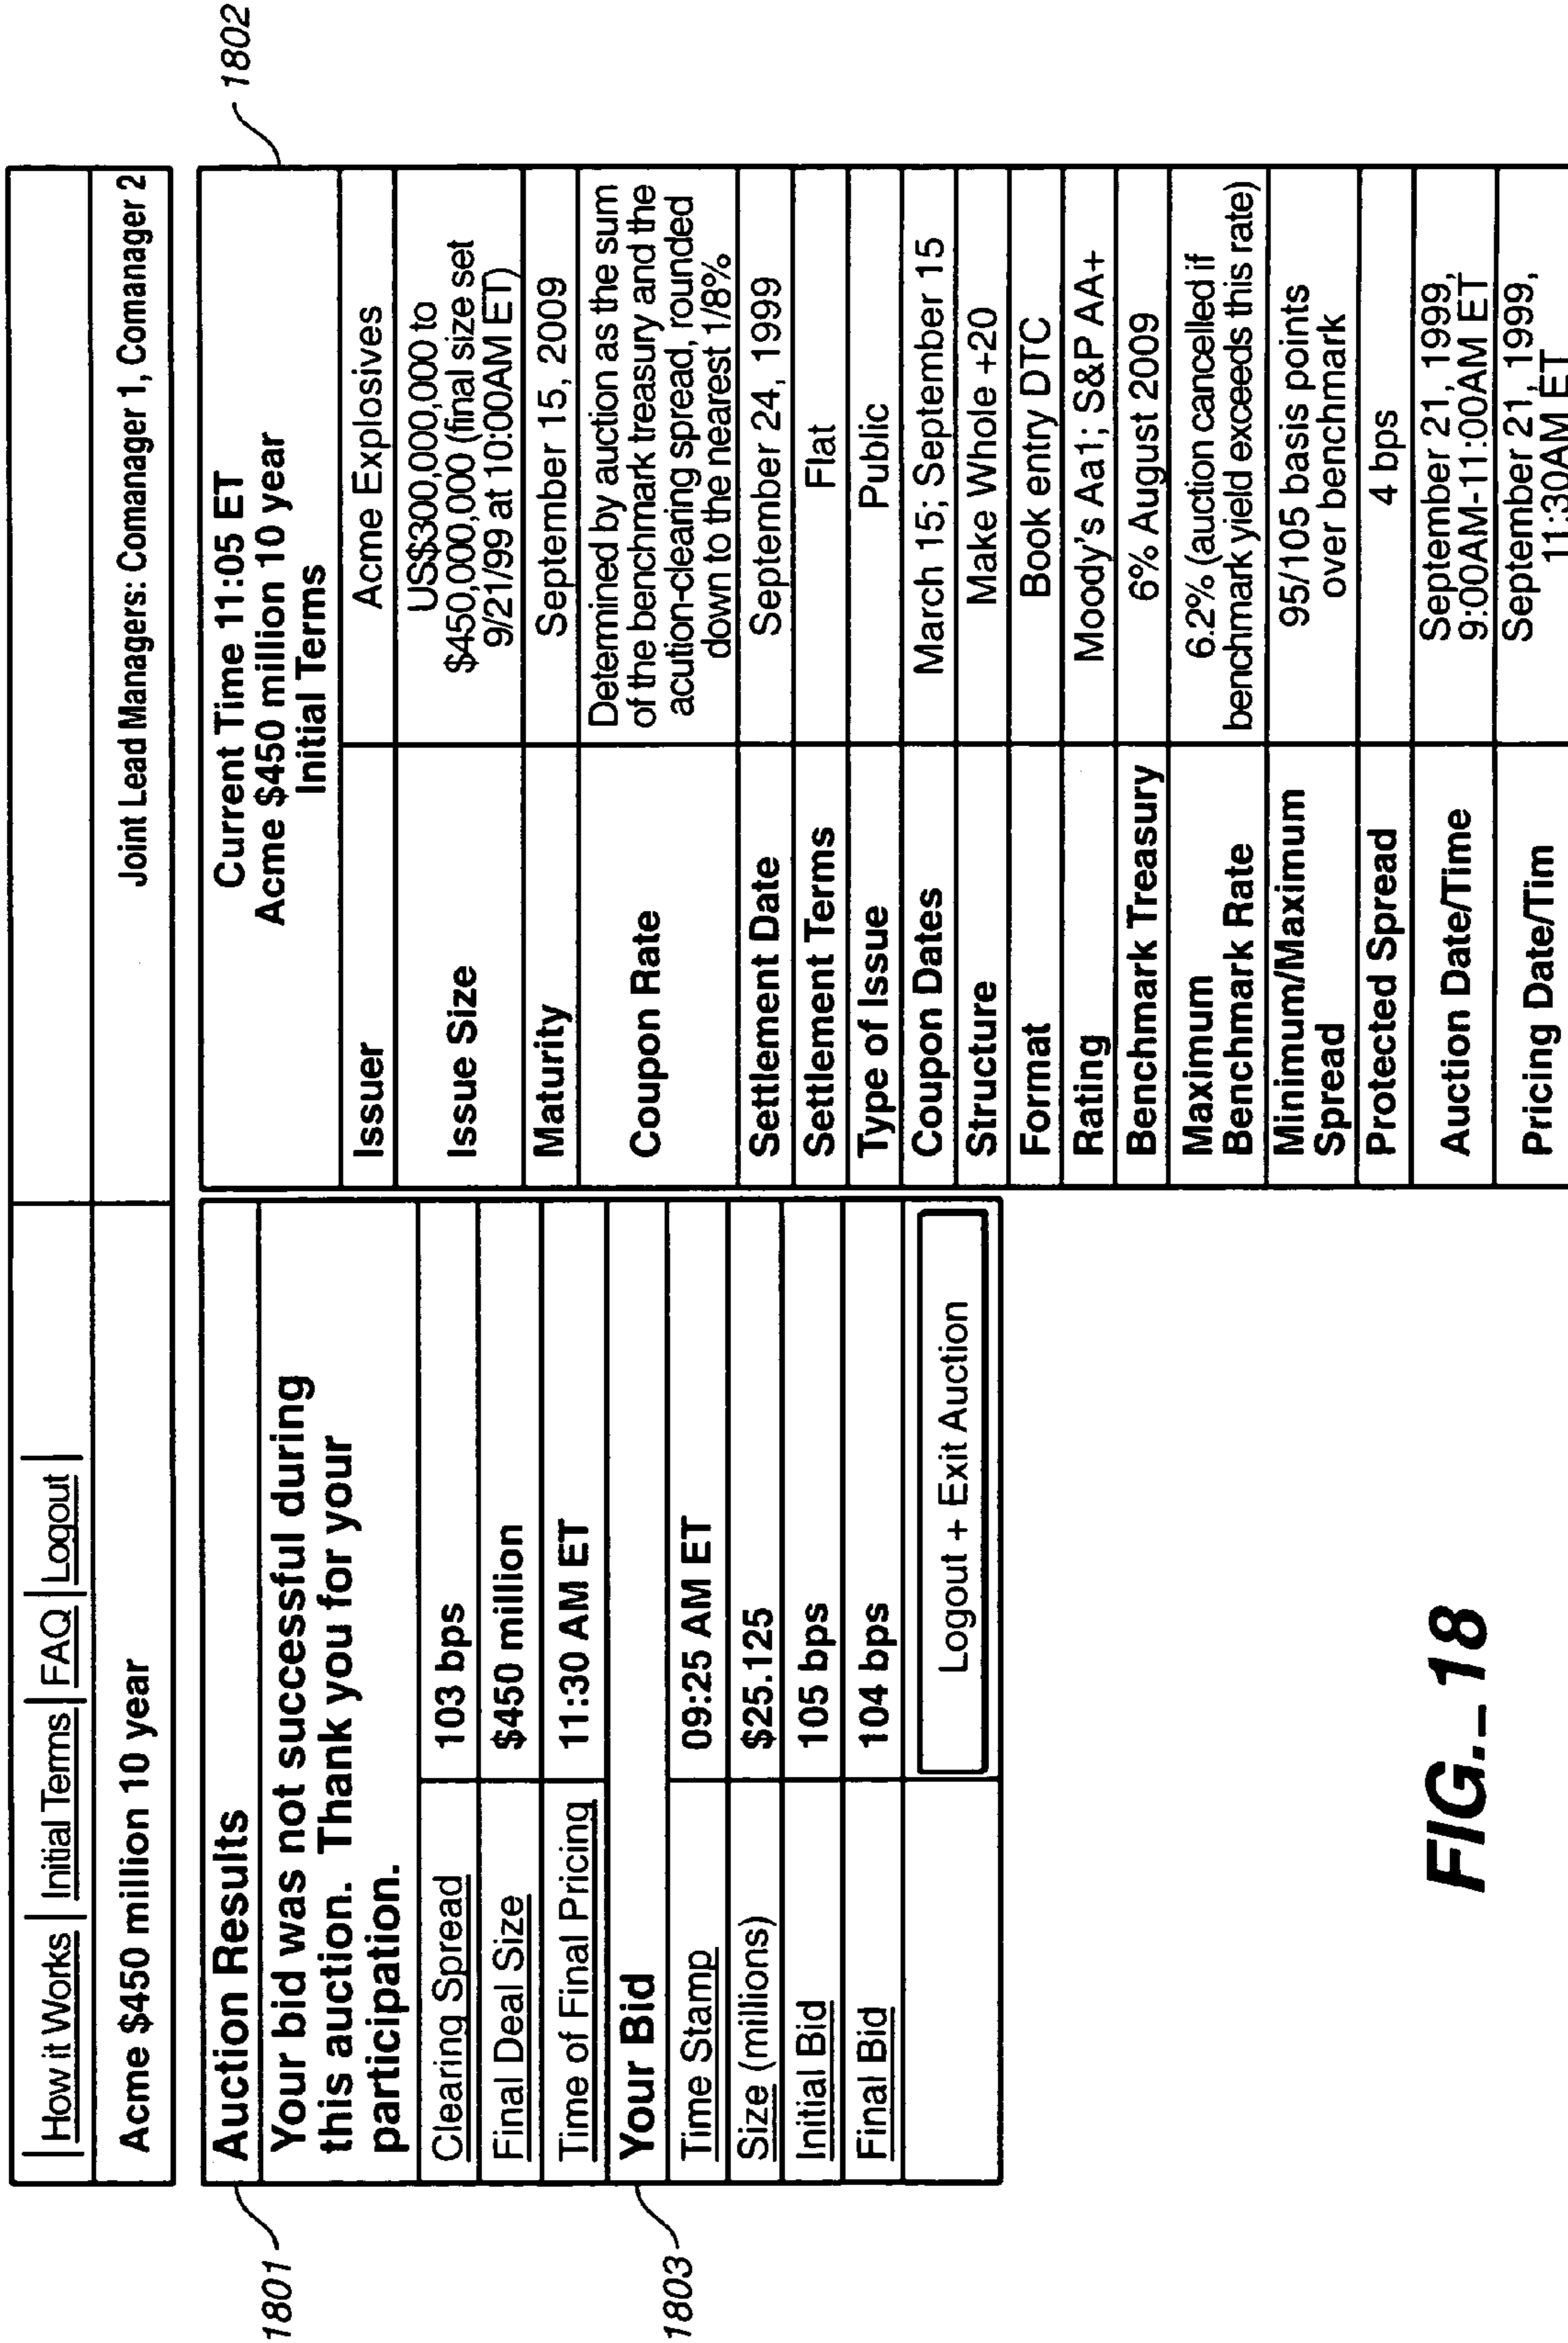 | How it Works | Initial Terms | FAQ | Logout |
Acme $450 million 10 year
Joint Lead Managers: Comanager 1, Comanager 2
1801
Auction Results
Your bid was not successful during
this auction. Thank you for your
participation.
Clearing Spread 103 bps
Final Deal Size $450 million
Time of Final Pricing 11:30 AM ET
1803
Your Bid
Time Stamp 09:25 AM ET
Size (millions) $25.125
Initial Bid 105 bps
Final Bid 104 bps
Logout + Exit Auction
1802
Current Time 11:05 ET
Acme $450 million 10 year
Initial Terms
Issuer Acme Explosives
Issue Size US$300,000,000 to
$450,000,000 (final size set
9/21/99 at 10:00AM ET)
Maturity September 15, 2009
Coupon Rate Determined by auction as the sum
of the benchmark treasury and the
acution-clearing spread, rounded
down to the nearest 1/8%
Settlement Date September 24, 1999
Settlement Terms Flat
Type of Issue Public
Coupon Dates March 15; September 15
Structure Make Whole +20
Format Book entry DTC
Rating Moody's Aa1; S&P AA+
Benchmark Treasury 6% August 2009
Maximum
Benchmark Rate 6.2% (auction cancelled if
benchmark yield exceeds this rate)
Minimum/Maximum
Spread 95/105 basis points
over benchmark
Protected Spread 4 bps
Auction Date/Time September 21, 1999,
9:00AM-11:00AM ET
Pricing Date/Tim September 21, 1999,
11:30AM ET
FIG._18